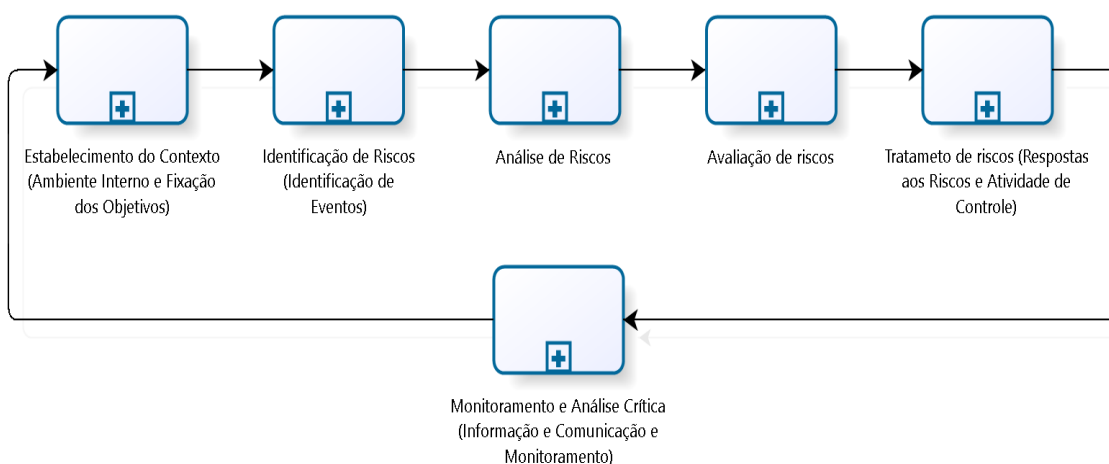 Estabelecimento do Contexto
(Ambiente Interno e Fixação
dos Objetivos)
Identificação de Riscos
(Identificação de
Eventos)
Análise de Riscos
Avaliação de riscos
Tratameto de riscos (Respostas
aos Riscos e Atividade de
Controle)
Monitoramento e Análise Crítica
(Informação e Comunicação e
Monitoramento)